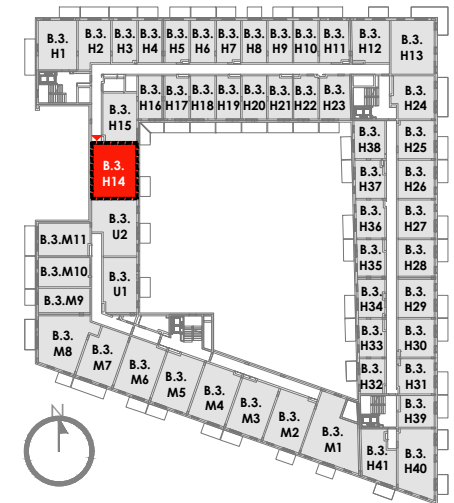 B.3.
H1
B.3.
H2
B.3.
H3
B.3.
H4
B.3.
H5
B.3.
H6
B.3.
H7
B.3.
H8
B.3.
H9
B.3.
H10
B.3.
H11
B.3.
H12
B.3.
H13
B.3.
H16
B.3.
H17
B.3.
H18
B.3.
H19
B.3.
H20
B.3.
H21
B.3.
H22
B.3.
H23
B.3.
H24
B.3.
H15
B.3.
H38
B.3.
H25
B.3.
H14
B.3.
H37
B.3.
H26
B.3.
U2
B.3.
H36
B.3.
H27
B.3.M11
B.3.
H35
B.3.
H28
B.3.M10
B.3.
U1
B.3.
H34
B.3.
H29
B.3.M9
B.3.
H33
B.3.
H30
B.3.
M8
B.3.
M7
B.3.
M6
B.3.
M5
B.3.
M4
B.3.
M3
B.3.
M2
B.3.
M1
B.3.
H32
B.3.
H31
B.3.
H39
B.3.
H41
B.3.
H40
N